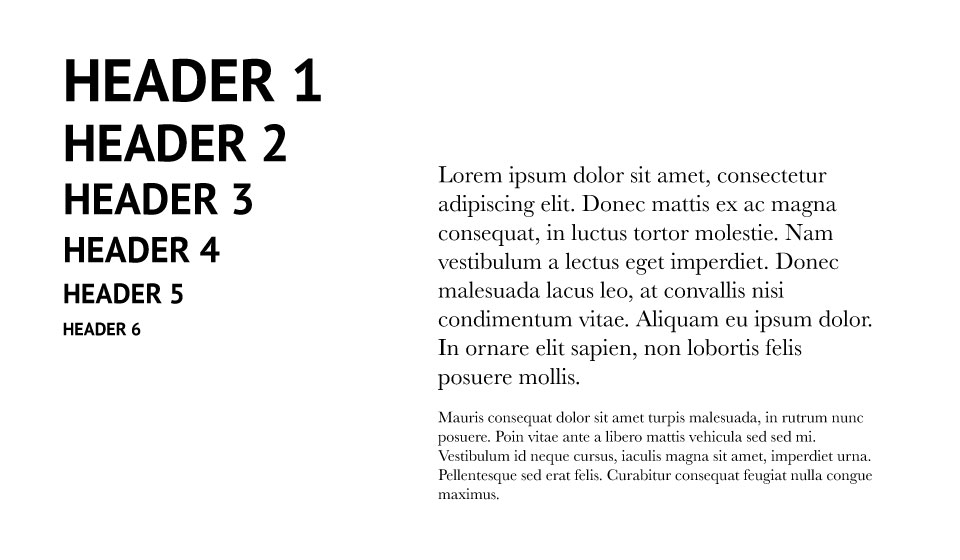 HEADER 1
HEADER 2
HEADER 3
HEADER 4
HEADER 5
HEADER 6
Lorem ipsum dolor sit amet, consectetur
adipiscing elit. Donec mattis ex ac magna
consequat, in luctus tortor molestie. Nam
vestibulum a lectus eget imperdiet. Donec
malesuada lacus leo, at convallis nisi
condimentum vitae. Aliquam eu ipsum dolor.
In ornare elit sapien, non lobortis felis
posuere mollis.
Mauris consequat dolor sit amet turpis malesuada, in rutrum nunc
posuere. Poin vitae ante a libero mattis vehicula sed sed mi.
Vestibulum id neque cursus, iaculis magna sit amet, imperdiet urna.
Pellentesque sed erat felis. Curabitur consequat feugiat nulla congue
maximus.